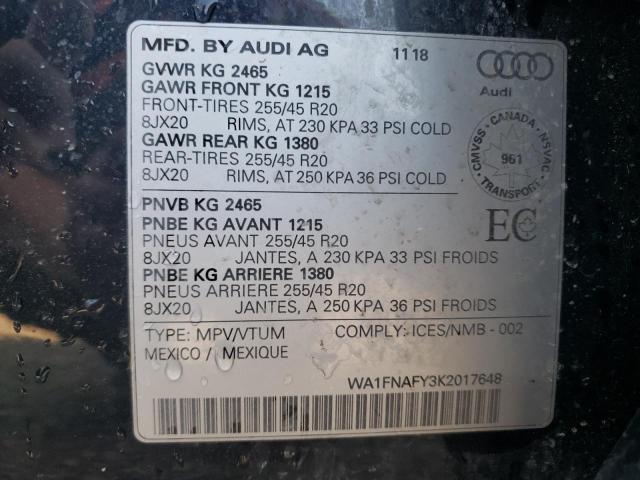 MFD. BY AUDI AG 11 18
Audi
GVWR KG 2465
GAWR FRONT KG 1215
FRONT-TIRES 255/45 R20
8JX20 RIMS, AT 230 KPA 33 PSI COLD
GAWR REAR KG 1380
REAR-TIRES 255/45 R20
8JX20 RIMS, AT 250 KPA 36 PSI COLD
CMVSS - CANADA - NSVAC
961
TRANSPORT
PNVB KG 2465
PNBE KG AVANT 1215
PNEUS AVANT 255/45 R20
8JX20 JANTES, A 230 KPA 33 PSI FROIDS
PNBE KG ARRIERE 1380
PNEUS ARRIERE 255/45 R20
8JX20 JANTES, A 250 KPA 36 PSI FROIDS
EC
TYPE: MPV/VTUM COMPLY: ICES/NMB - 002
MEXICO / MEXIQUE
WA1FNAFY3K2017648